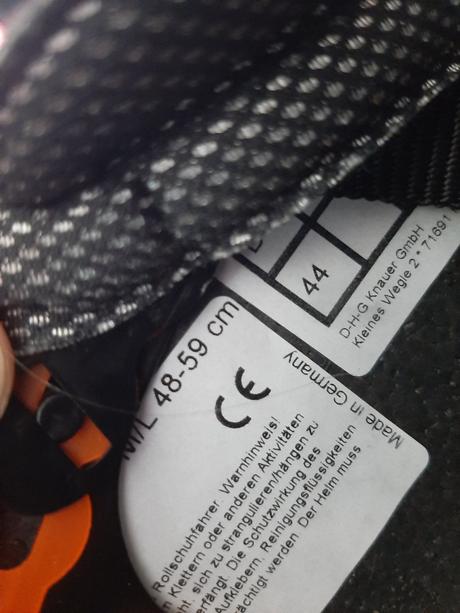 44
D-H-G Knauer GmbH
Kleines Wegle 2 * 71691
M/L 48-59 cm
CE
Made in Germany
Rollschuhfahrer. Warnhinweis!
Klettern oder anderen Aktivitäten
sich zu strangulieren/hängen zu
Die Schutzwirkung des
Aufklebern, Reinigungsflüssigkeiten
werden. Der Helm muss